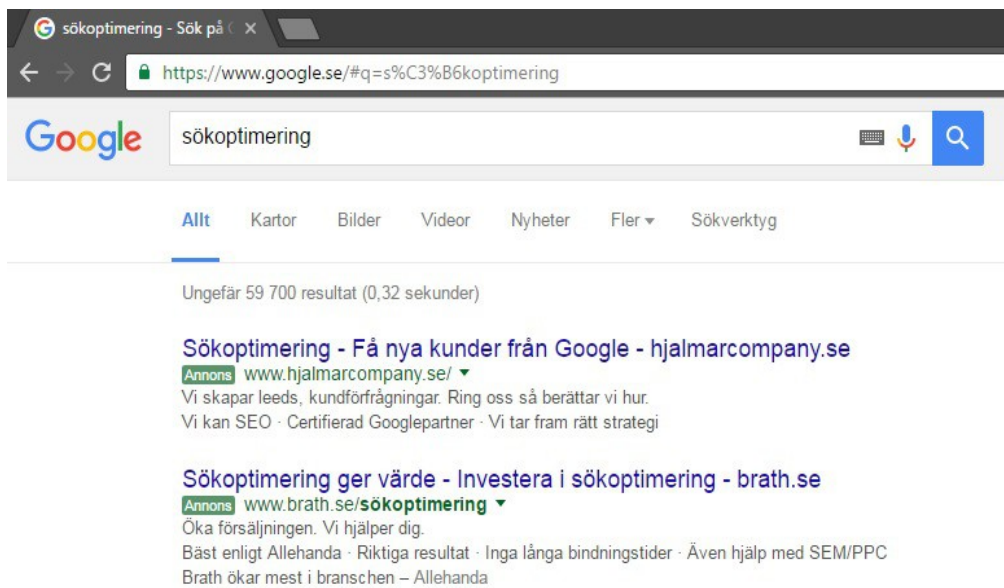 sökoptimering - Sök på G
https://www.google.se/#q=s%C3%B6koptimering
Google
sökoptimering
Allt Kartor Bilder Videor Nyheter Fler Sökverktyg
Ungefär 59 700 resultat (0,32 sekunder)
Sökoptimering - Få nya kunder från Google - hjalmarcompany.se
Annons www.hjalmarcompany.se/
Vi skapar leeds, kundförfrågningar. Ring oss så berättar vi hur.
Vi kan SEO · Certifierad Googlepartner · Vi tar fram rätt strategi
Sökoptimering ger värde - Investera i sökoptimering - brath.se
Annons www.brath.se/sökoptimering
Öka försäljningen. Vi hjälper dig.
Bäst enligt Allehanda · Riktiga resultat · Inga långa bindningstider · Även hjälp med SEM/PPC
Brath ökar mest i branschen – Allehanda